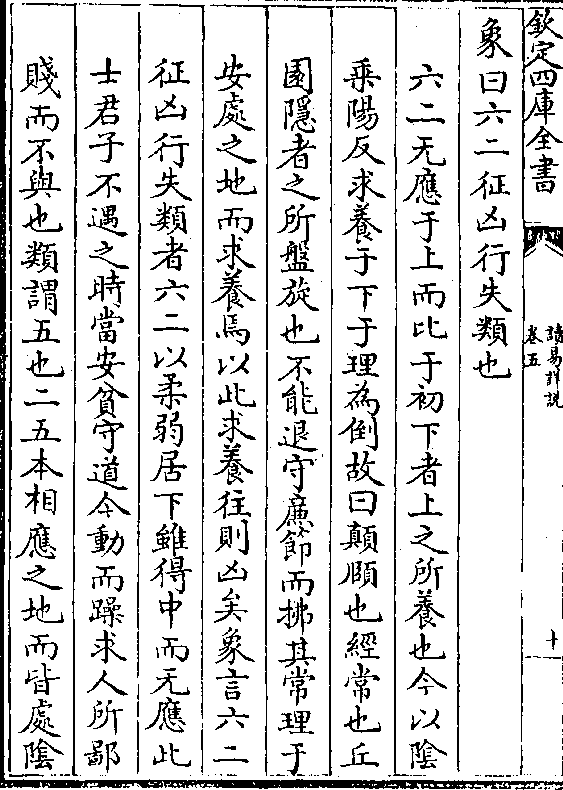 欽定四庫全書
讀易詳說
卷五
十
象曰六二征凶行失類也
六二无應于上而比于初下者上之所養也今以陰
乘陽反求養于下于理為倒故曰顛頤也經常也丘
園隱者之所盤旋也不能退守廉節而拂其常理于
安處之地而求養焉以此求養往則凶矣象言六二
征凶行失類者六二以柔弱居下雖得中而无應此
士君子不遇之時當安貧守道今動而躁求人所鄙
賤而不與也類謂五也二五本相應之地而皆處陰